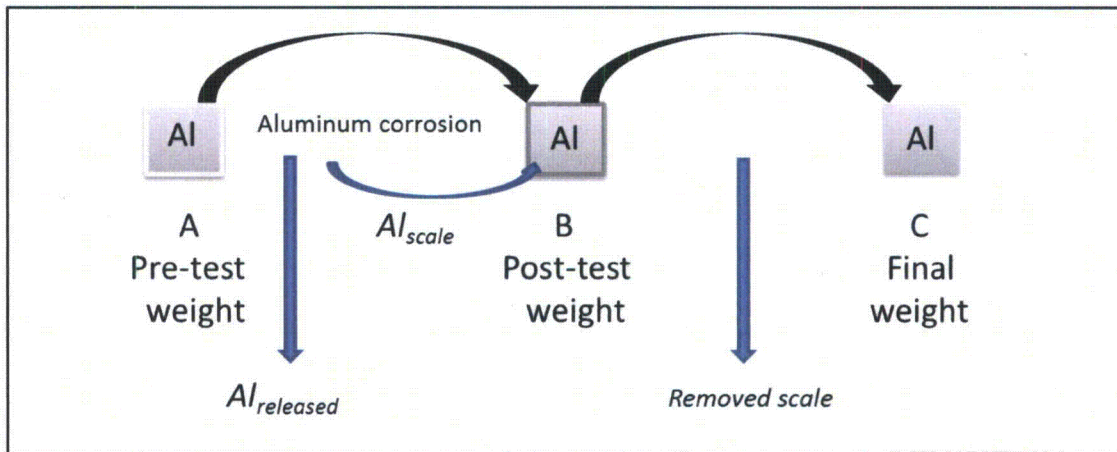 Al
Aluminum corrosion
Al
Al
Al_scale
A
Pre-test
weight
B
Post-test
weight
C
Final
weight
Al_released
Removed scale